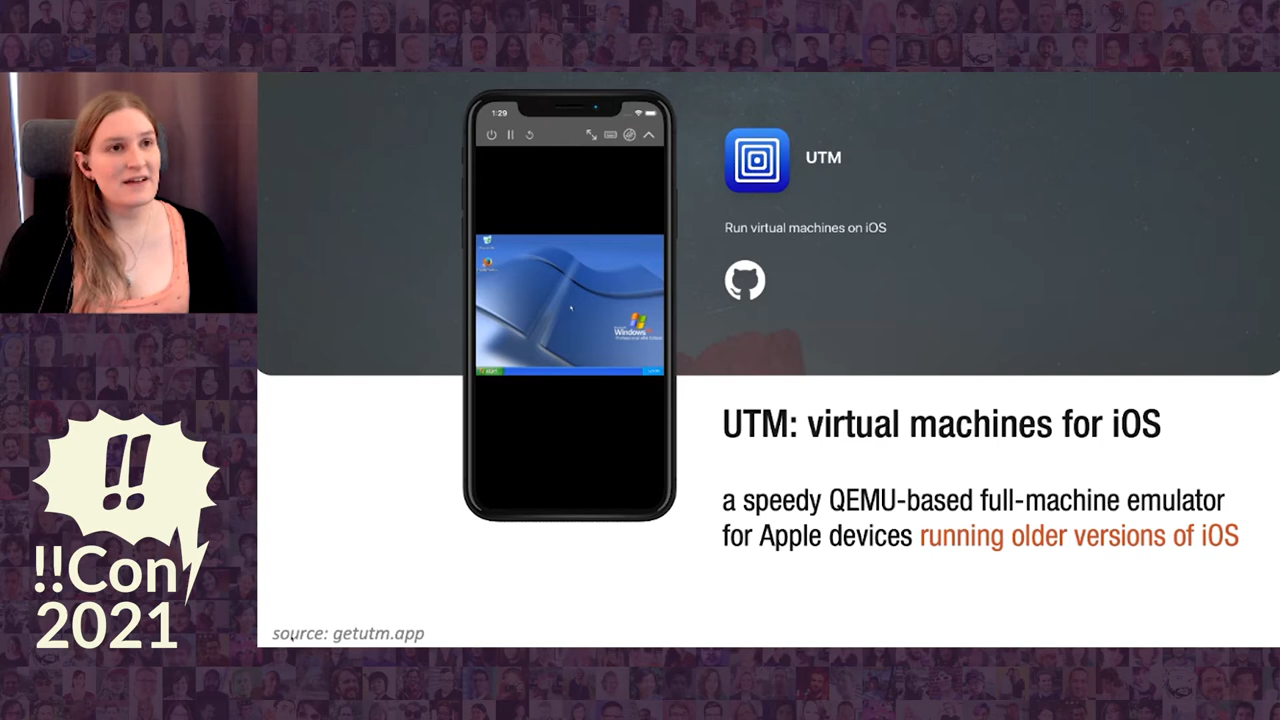 1:29
Windows
UTM
Run virtual machines on iOS
UTM: virtual machines for iOS
a speedy QEMU-based full-machine emulator
for Apple devices running older versions of iOS
source: getutm.app
!!
!!Con
2021